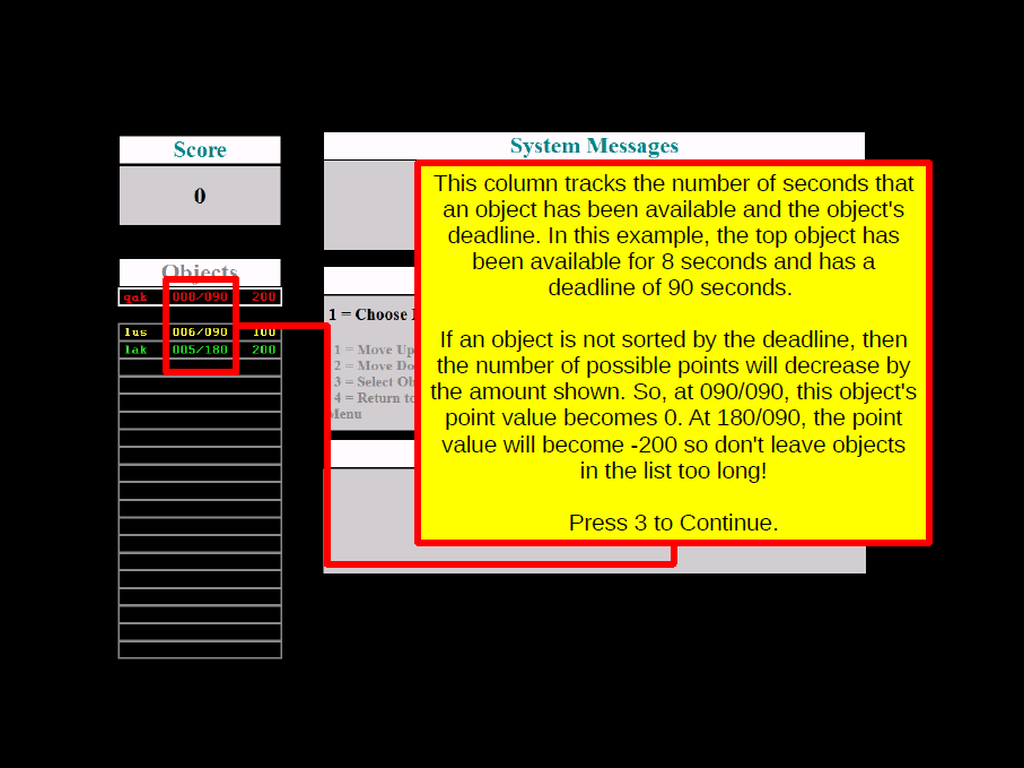 Score
0
Objects
qak 008/090 200
lus 006/090 100
lak 005/180 200
System Messages
1 = Choose
1 = Move Up
2 = Move Do
3 = Select Ob
4 = Return to
Menu
This column tracks the number of seconds that
an object has been available and the object's
deadline. In this example, the top object has
been available for 8 seconds and has a
deadline of 90 seconds.
If an object is not sorted by the deadline, then
the number of possible points will decrease by
the amount shown. So, at 090/090, this object's
point value becomes 0. At 180/090, the point
value will become -200 so don't leave objects
in the list too long!
Press 3 to Continue.